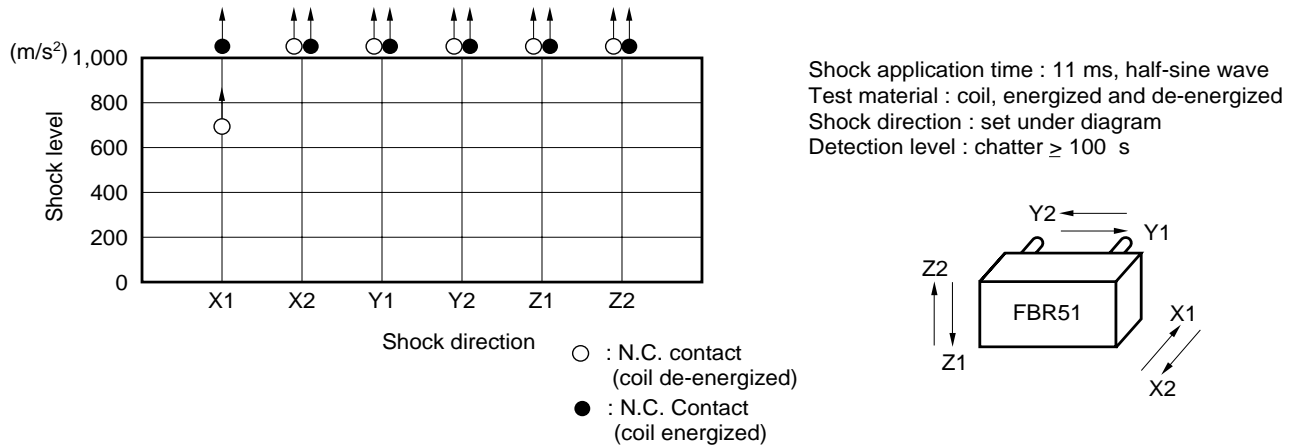 (m/s²)
1,000
800
600
400
200
0
Shock level
X1 X2 Y1 Y2 Z1 Z2
Shock direction
○ : N.C. contact
(coil de-energized)
● : N.C. Contact
(coil energized)
Shock application time : 11 ms, half-sine wave
Test material : coil, energized and de-energized
Shock direction : set under diagram
Detection level : chatter ≥ 100 s
Y2
Y1
Z2
FBR51
X1
Z1
X2